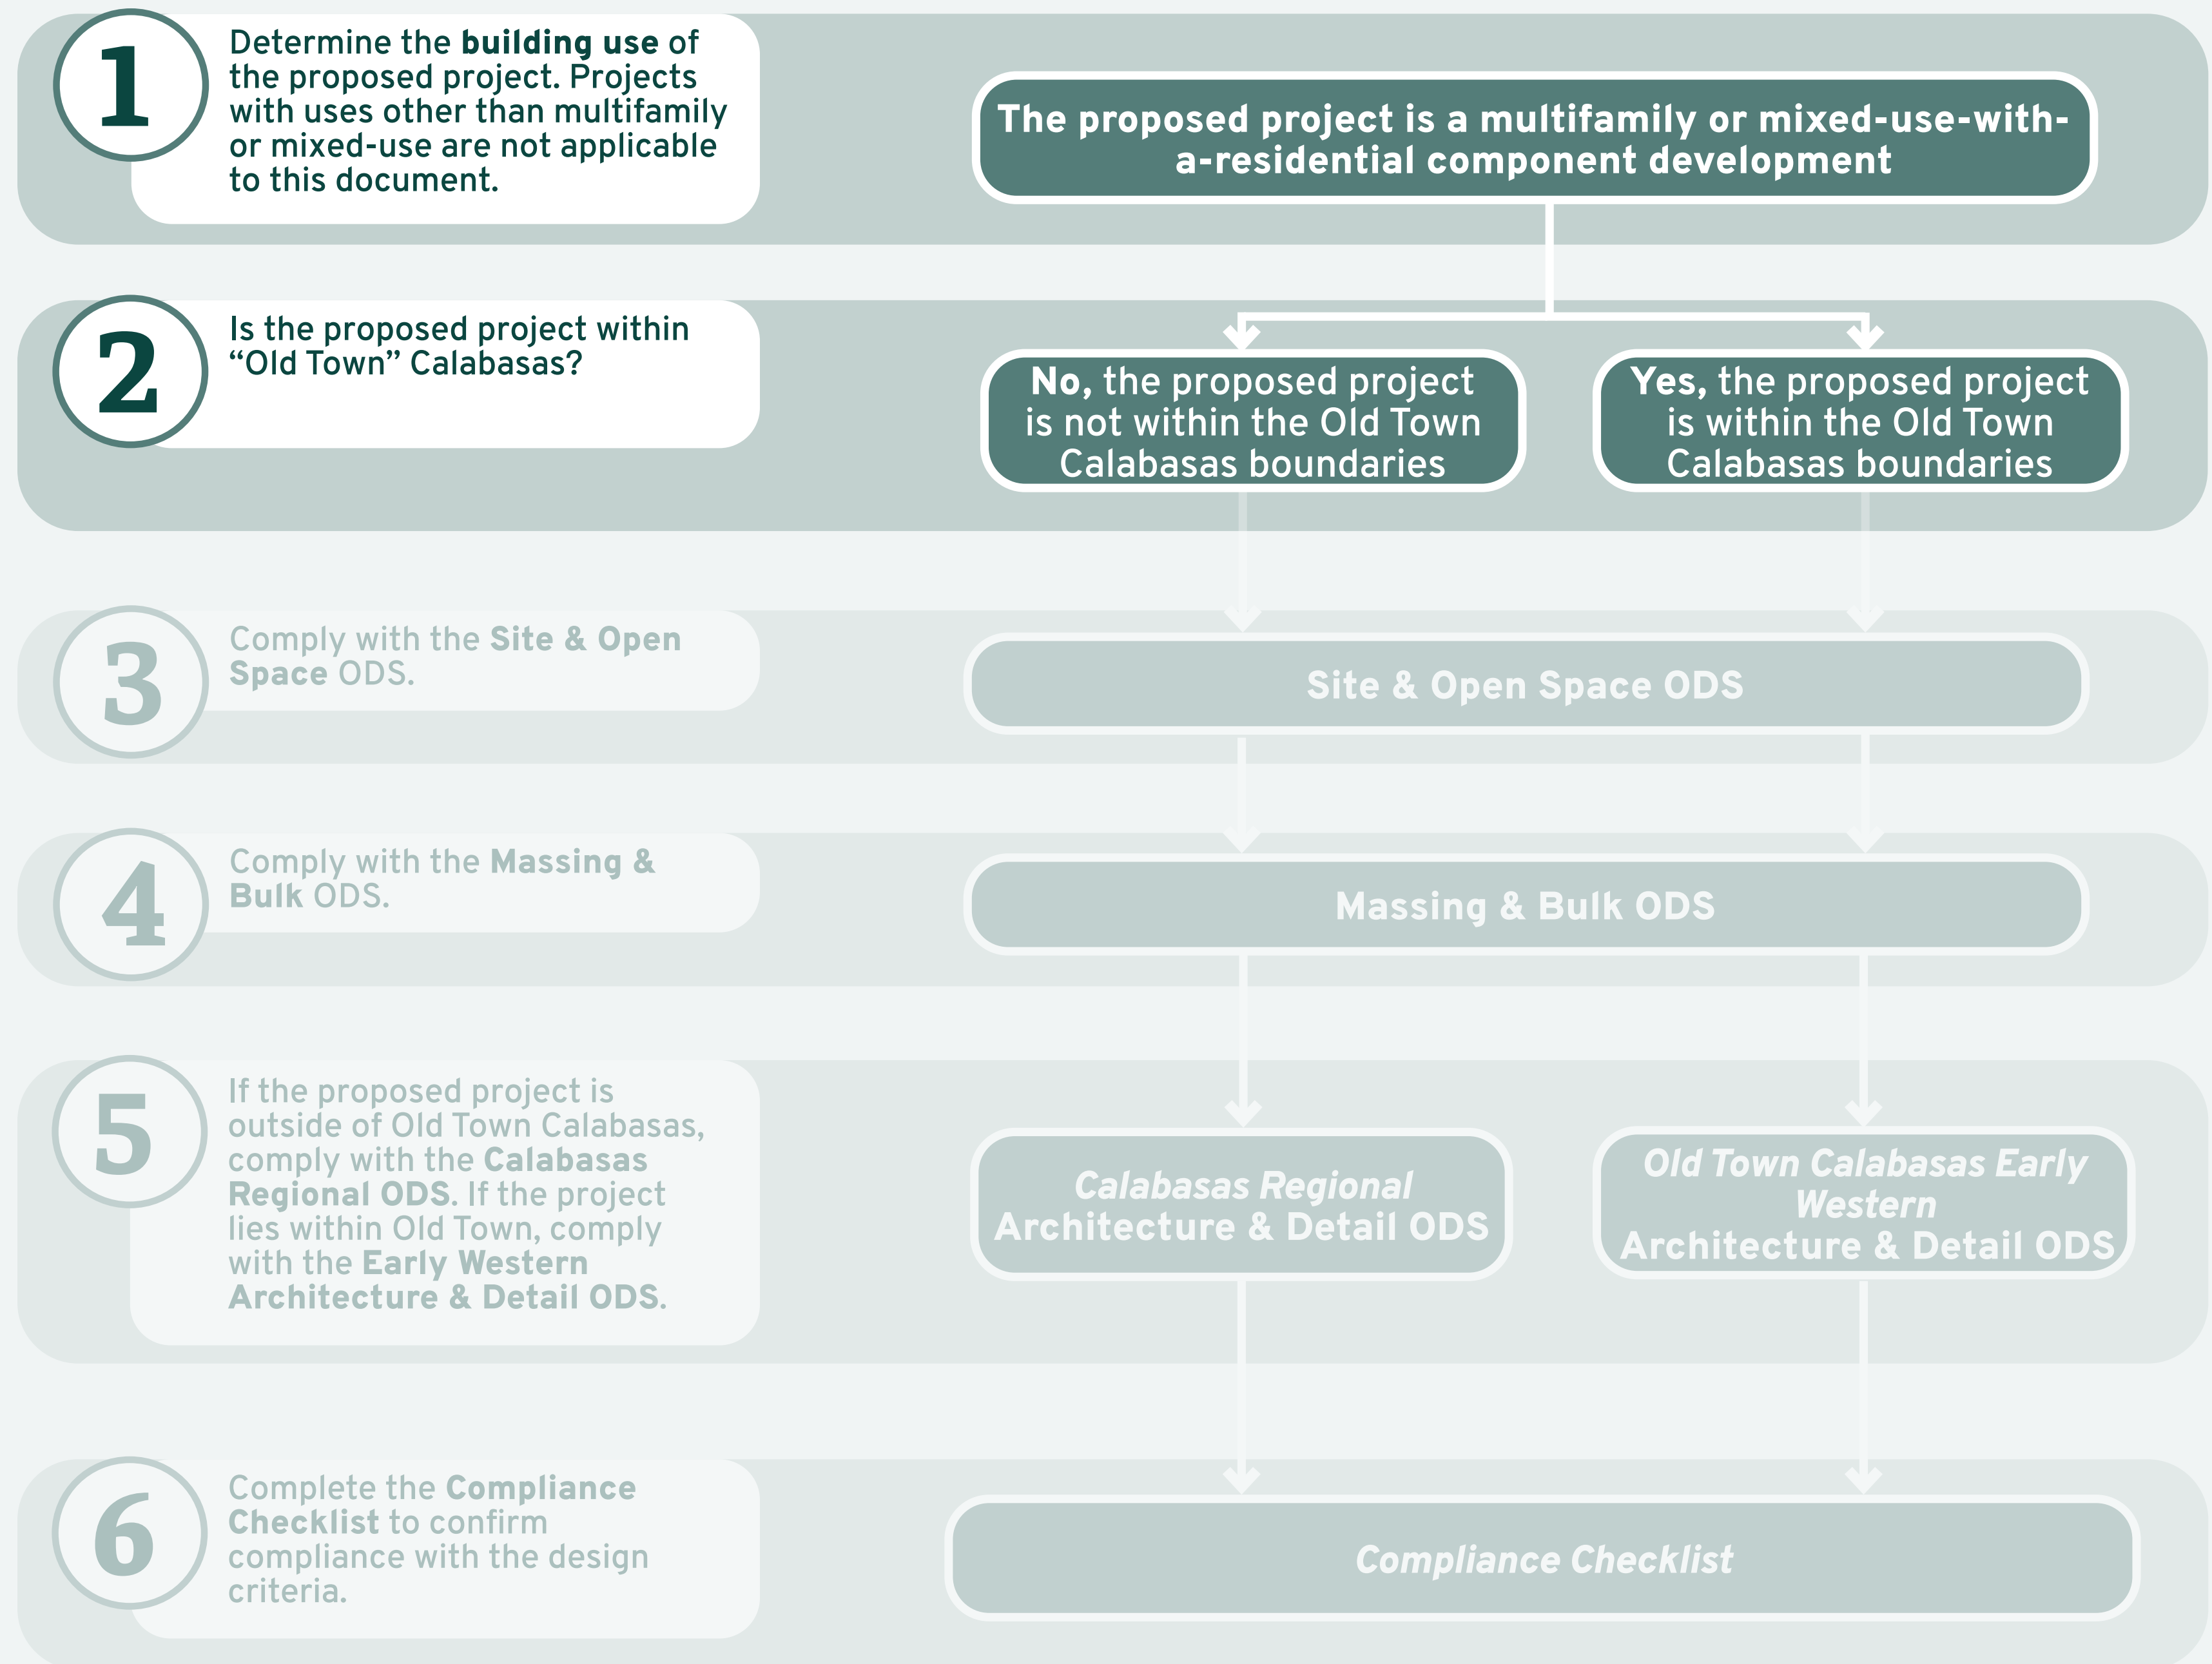 1
Determine the building use of
the proposed project. Projects
with uses other than multifamily
or mixed-use are not applicable
to this document.
The proposed project is a multifamily or mixed-use-with-
a-residential component development
2
Is the proposed project within
“Old Town” Calabasas?
No, the proposed project
is not within the Old Town
Calabasas boundaries
Yes, the proposed project
is within the Old Town
Calabasas boundaries
3
Comply with the Site & Open
Space ODS.
Site & Open Space ODS
4
Comply with the Massing &
Bulk ODS.
Massing & Bulk ODS
5
If the proposed project is
outside of Old Town Calabasas,
comply with the Calabasas
Regional ODS. If the project
lies within Old Town, comply
with the Early Western
Architecture & Detail ODS.
Calabasas Regional
Architecture & Detail ODS
Old Town Calabasas Early
Western
Architecture & Detail ODS
6
Complete the Compliance
Checklist to confirm
compliance with the design
criteria.
Compliance Checklist